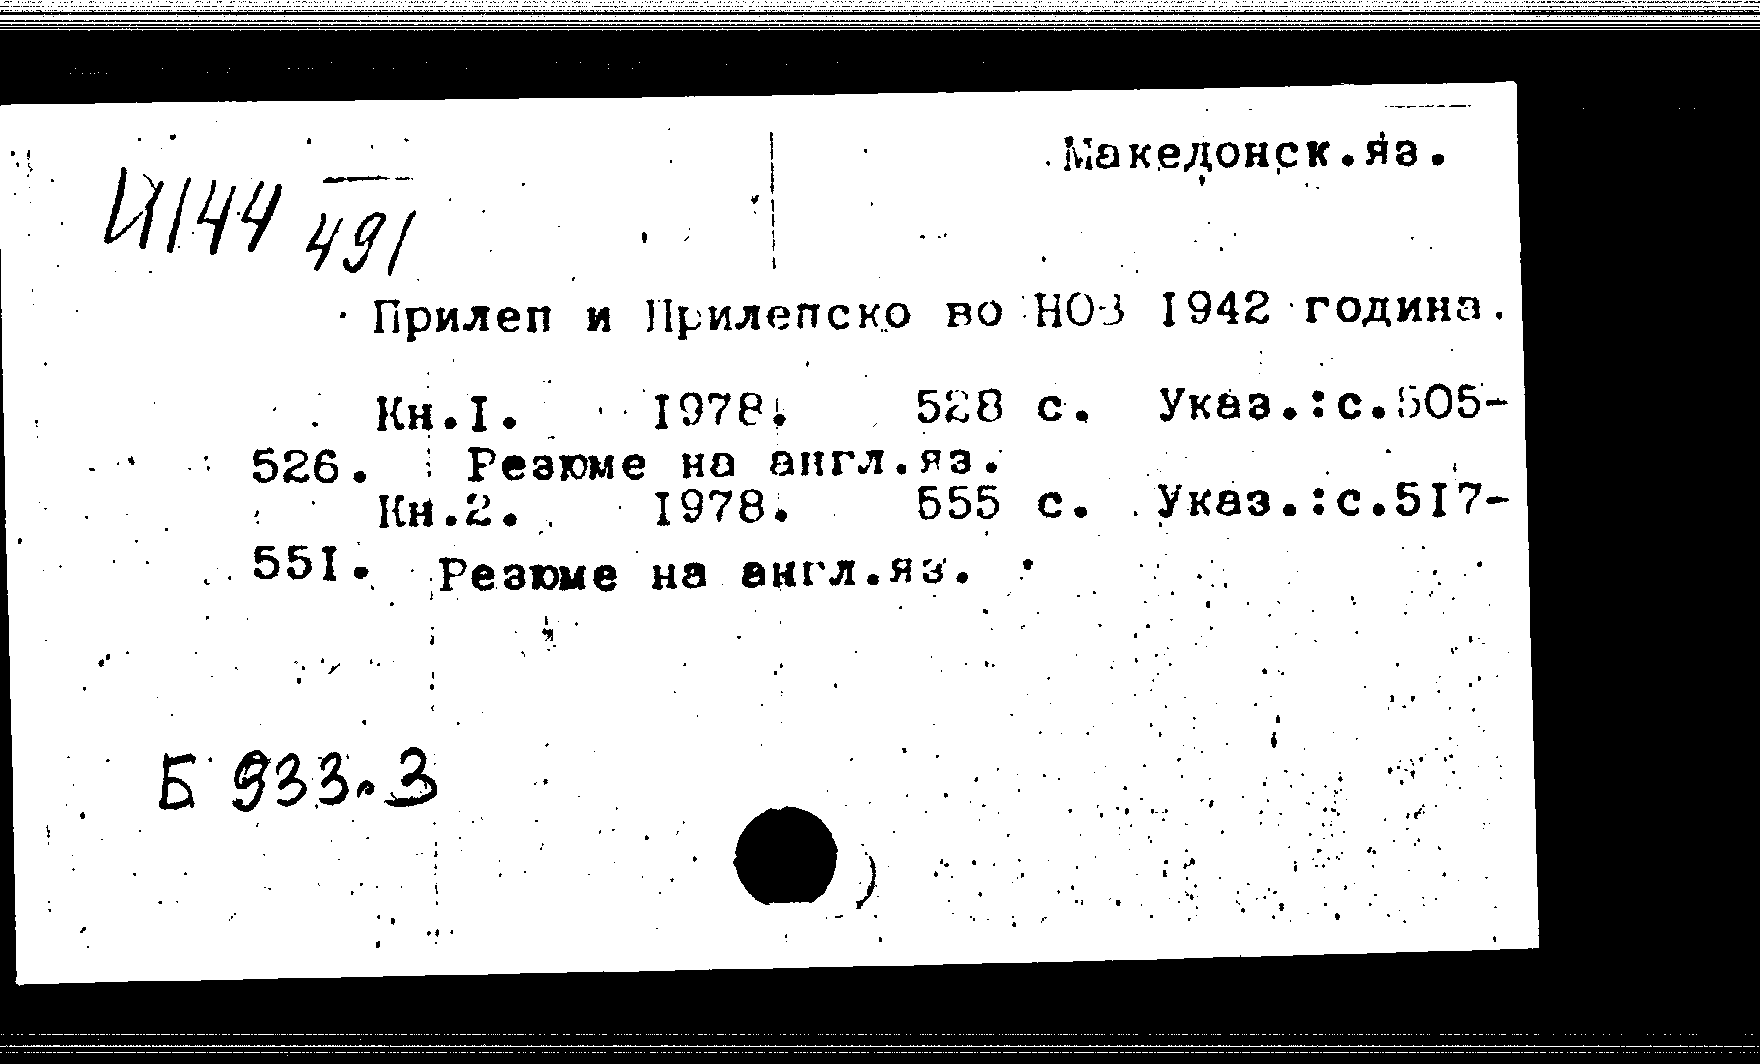 Македонск.яз.
И144 491
Прилеп и Прилепско во НОВ 1942 година.
Кн.I. 1978. 528 с. Указ.:с.505-
526. Резюме на англ.яз.
Кн.2. 1978. 555 с. Указ.:с.517-
551. Резюме на англ.яз.
Б 933.3